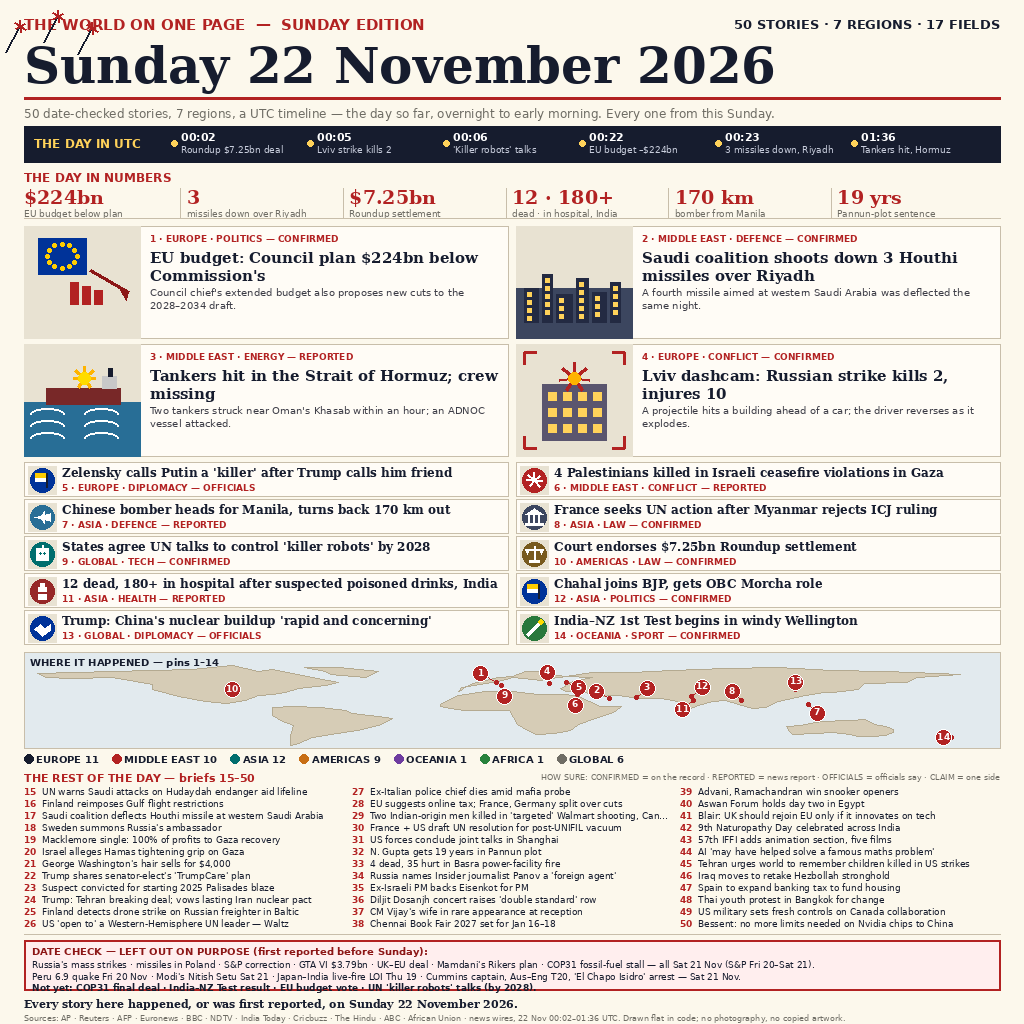 THE WORLD ON ONE PAGE — SUNDAY EDITION
50 STORIES · 7 REGIONS · 17 FIELDS
Sunday 22 November 2026
50 date-checked stories, 7 regions, a UTC timeline — the day so far, overnight to early morning. Every one from this Sunday.
THE DAY IN UTC
00:02
Roundup $7.25bn deal
00:05
Lviv strike kills 2
00:06
'Killer robots' talks
00:22
EU budget –$224bn
00:23
3 missiles down, Riyadh
01:36
Tankers hit, Hormuz
THE DAY IN NUMBERS
$224bn
EU budget below plan
3
missiles down over Riyadh
$7.25bn
Roundup settlement
12 · 180+
dead · in hospital, India
170 km
bomber from Manila
19 yrs
Pannun-plot sentence
1 · EUROPE · POLITICS — CONFIRMED
EU budget: Council plan $224bn below
Commission's
Council chief's extended budget also proposes new cuts to the
2028–2034 draft.
2 · MIDDLE EAST · DEFENCE — CONFIRMED
Saudi coalition shoots down 3 Houthi
missiles over Riyadh
A fourth missile aimed at western Saudi Arabia was deflected the
same night.
3 · MIDDLE EAST · ENERGY — REPORTED
Tankers hit in the Strait of Hormuz; crew
missing
Two tankers struck near Oman's Khasab within an hour; an ADNOC
vessel attacked.
4 · EUROPE · CONFLICT — CONFIRMED
Lviv dashcam: Russian strike kills 2,
injures 10
A projectile hits a building ahead of a car; the driver reverses as it
explodes.
Zelensky calls Putin a 'killer' after Trump calls him friend
5 · EUROPE · DIPLOMACY — OFFICIALS
4 Palestinians killed in Israeli ceasefire violations in Gaza
6 · MIDDLE EAST · CONFLICT — REPORTED
Chinese bomber heads for Manila, turns back 170 km out
7 · ASIA · DEFENCE — REPORTED
France seeks UN action after Myanmar rejects ICJ ruling
8 · ASIA · LAW — CONFIRMED
States agree UN talks to control 'killer robots' by 2028
9 · GLOBAL · TECH — CONFIRMED
Court endorses $7.25bn Roundup settlement
10 · AMERICAS · LAW — CONFIRMED
12 dead, 180+ in hospital after suspected poisoned drinks, India
11 · ASIA · HEALTH — REPORTED
Chahal joins BJP, gets OBC Morcha role
12 · ASIA · POLITICS — CONFIRMED
Trump: China's nuclear buildup 'rapid and concerning'
13 · GLOBAL · DIPLOMACY — OFFICIALS
India–NZ 1st Test begins in windy Wellington
14 · OCEANIA · SPORT — CONFIRMED
WHERE IT HAPPENED — pins 1–14
1
4
10
9
5
2
6
3
12
11
8
13
7
14
EUROPE 11
MIDDLE EAST 10
ASIA 12
AMERICAS 9
OCEANIA 1
AFRICA 1
GLOBAL 6
THE REST OF THE DAY — briefs 15–50
HOW SURE: CONFIRMED = on the record · REPORTED = news report · OFFICIALS = officials say · CLAIM = one side
15 UN warns Saudi attacks on Hudaydah endanger aid lifeline
16 Finland reimposes Gulf flight restrictions
17 Saudi coalition deflects Houthi missile at western Saudi Arabia
18 Sweden summons Russia's ambassador
19 Macklemore single: 100% of profits to Gaza recovery
20 Israel alleges Hamas tightening grip on Gaza
21 George Washington's hair sells for $4,000
22 Trump shares senator-elect's 'TrumpCare' plan
23 Suspect convicted for starting 2025 Palisades blaze
24 Trump: Tehran breaking deal; vows lasting Iran nuclear pact
25 Finland detects drone strike on Russian freighter in Baltic
26 US 'open to' a Western-Hemisphere UN leader — Waltz
27 Ex-Italian police chief dies amid mafia probe
28 EU suggests online tax; France, Germany split over cuts
29 Two Indian-origin men killed in 'targeted' Walmart shooting, Can...
30 France + US draft UN resolution for post-UNIFIL vacuum
31 US forces conclude joint talks in Shanghai
32 N. Gupta gets 19 years in Pannun plot
33 4 dead, 35 hurt in Basra power-facility fire
34 Russia names Insider journalist Panov a 'foreign agent'
35 Ex-Israeli PM backs Eisenkot for PM
36 Diljit Dosanjh concert raises 'double standard' row
37 CM Vijay's wife in rare appearance at reception
38 Chennai Book Fair 2027 set for Jan 16–18
39 Advani, Ramachandran win snooker openers
40 Aswan Forum holds day two in Egypt
41 Blair: UK should rejoin EU only if it innovates on tech
42 9th Naturopathy Day celebrated across India
43 57th IFFI adds animation section, five films
44 AI 'may have helped solve a famous maths problem'
45 Tehran urges world to remember children killed in US strikes
46 Iraq moves to retake Hezbollah stronghold
47 Spain to expand banking tax to fund housing
48 Thai youth protest in Bangkok for change
49 US military sets fresh controls on Canada collaboration
50 Bessent: no more limits needed on Nvidia chips to China
DATE CHECK — LEFT OUT ON PURPOSE (first reported before Sunday):
Russia's mass strikes · missiles in Poland · S&P correction · GTA VI $3.79bn · UK–EU deal · Mamdani's Rikers plan · COP31 fossil-fuel stall — all Sat 21 Nov (S&P Fri 20–Sat 21).
Peru 6.9 quake Fri 20 Nov · Modi's Nitish Setu Sat 21 · Japan–India live-fire LOI Thu 19 · Cummins captain, Aus–Eng T20, 'El Chapo Isidro' arrest — Sat 21 Nov.
Not yet: COP31 final deal · India–NZ Test result · EU budget vote · UN 'killer robots' talks (by 2028).
Every story here happened, or was first reported, on Sunday 22 November 2026.
Sources: AP · Reuters · AFP · Euronews · BBC · NDTV · India Today · Cricbuzz · The Hindu · ABC · African Union · news wires, 22 Nov 00:02–01:36 UTC. Drawn flat in code; no photography, no copied artwork.